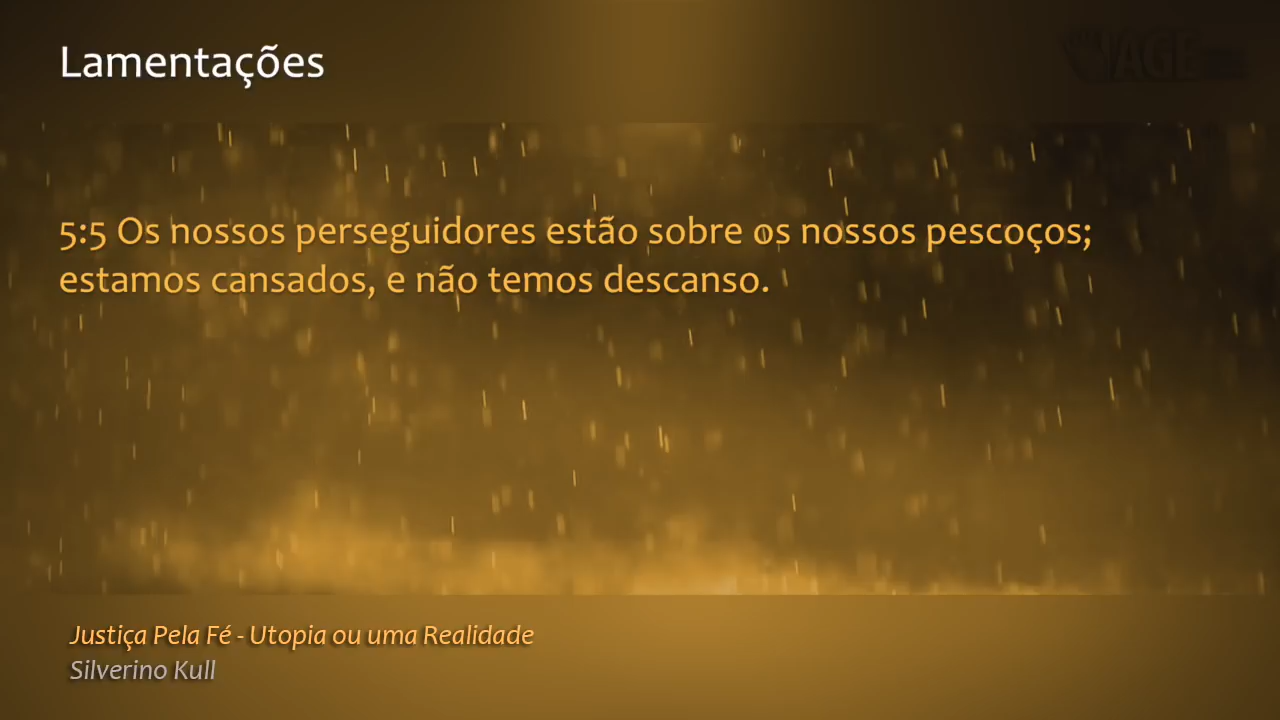 Lamentações
5:5 Os nossos perseguidores estão sobre os nossos pescoços;
estamos cansados, e não temos descanso.
Justiça Pela Fé - Utopia ou uma Realidade
Silverino Kull